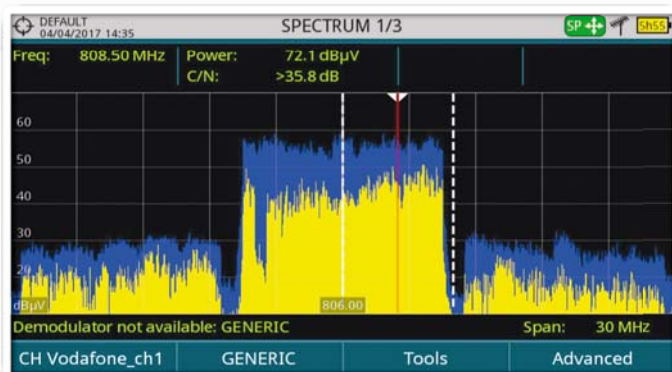 DEFAULT
04/04/2017 14:35
SPECTRUM 1/3
SP
5h55
Freq: 808.50 MHz
Power: 72.1 dBµV
C/N: >35.8 dB
60
50
40
30
20
dBµV
806.00
Demodulator not available: GENERIC
Span: 30 MHz
CH Vodafone_ch1
GENERIC
Tools
Advanced